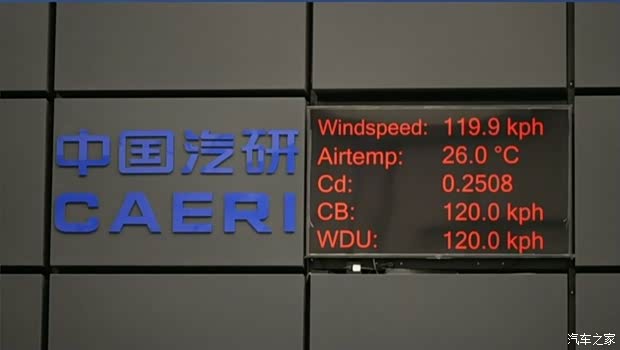 中国汽研
CAERI
Windspeed: 119.9 kph
Airtemp: 26.0 °C
Cd: 0.2508
CB: 120.0 kph
WDU: 120.0 kph
汽车之家